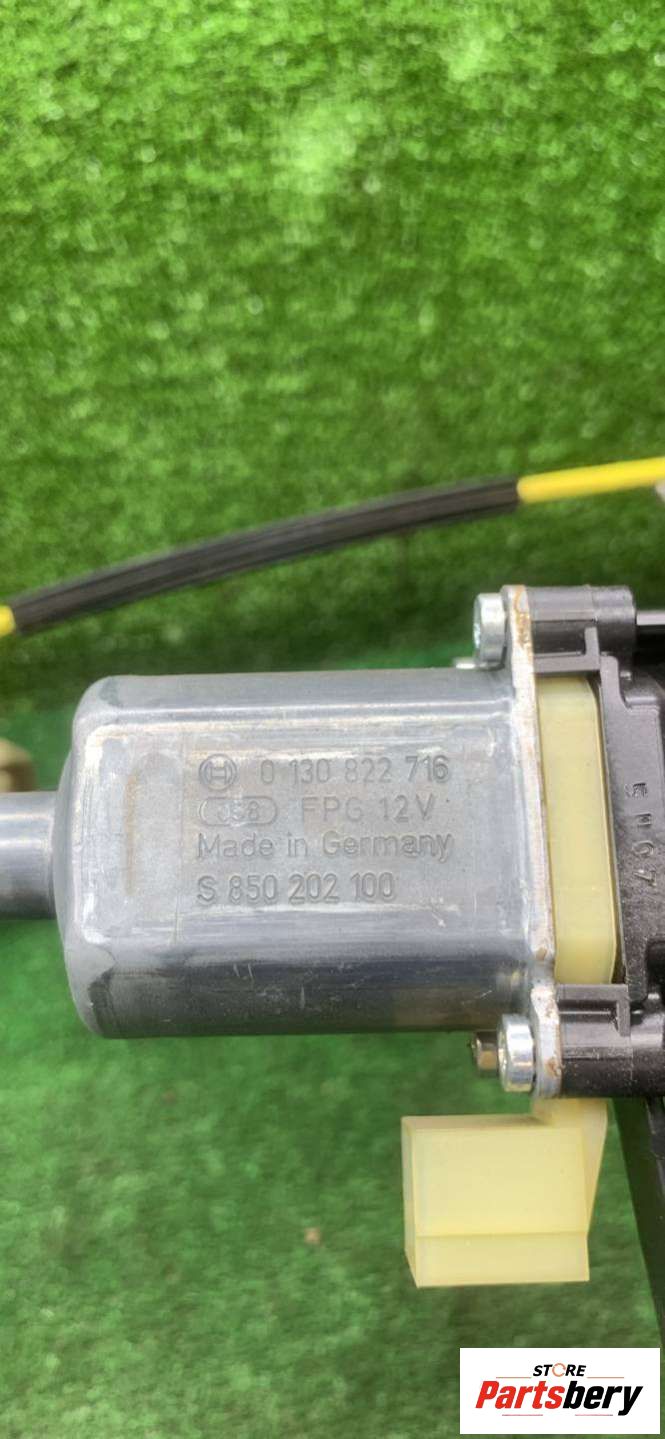 H 0 130 822 716
FPG 12V
Made in Germany
S 850 202 100
STORE
Partsbery